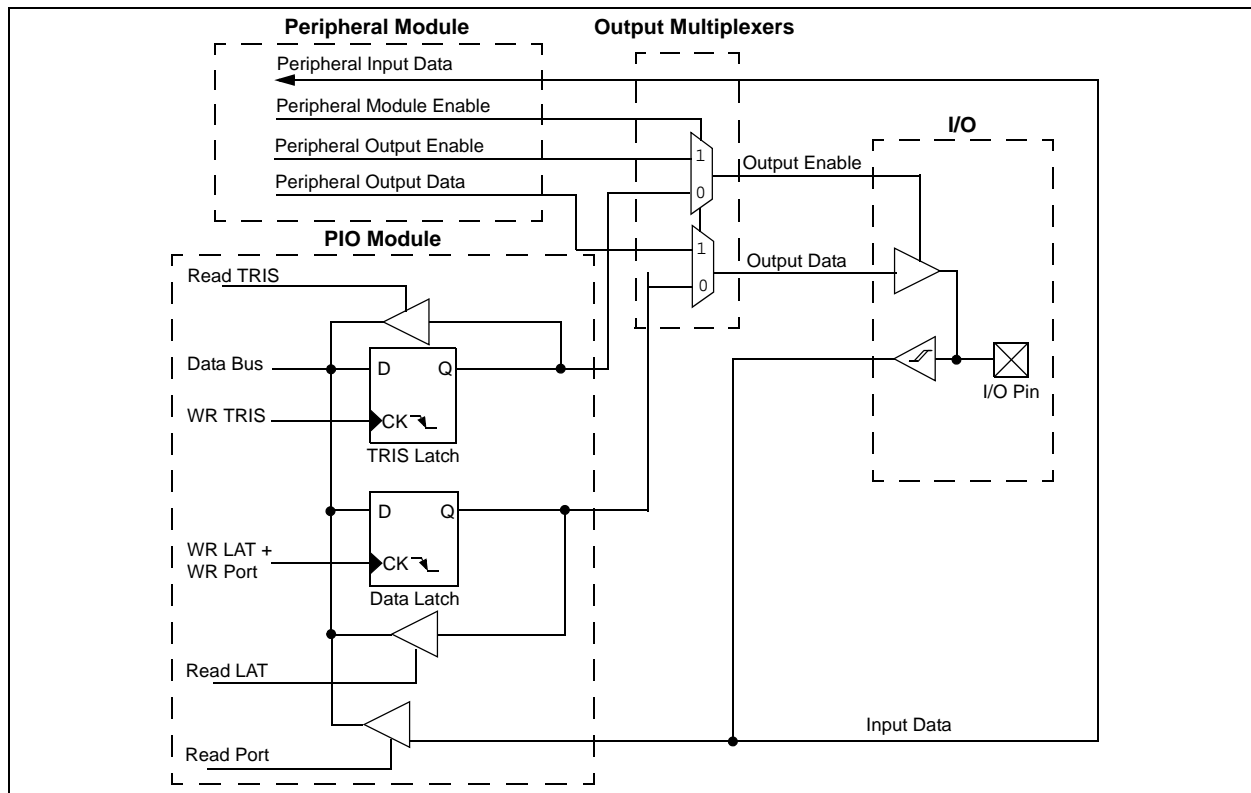 Peripheral Module
Output Multiplexers
Peripheral Input Data
Peripheral Module Enable
Peripheral Output Enable
Peripheral Output Data
1
0
1
0
Output Enable
Output Data
I/O
I/O Pin
PIO Module
Read TRIS
Data Bus
WR TRIS
D Q
CK
TRIS Latch
D Q
WR LAT +
WR Port
CK
Data Latch
Read LAT
Read Port
Input Data